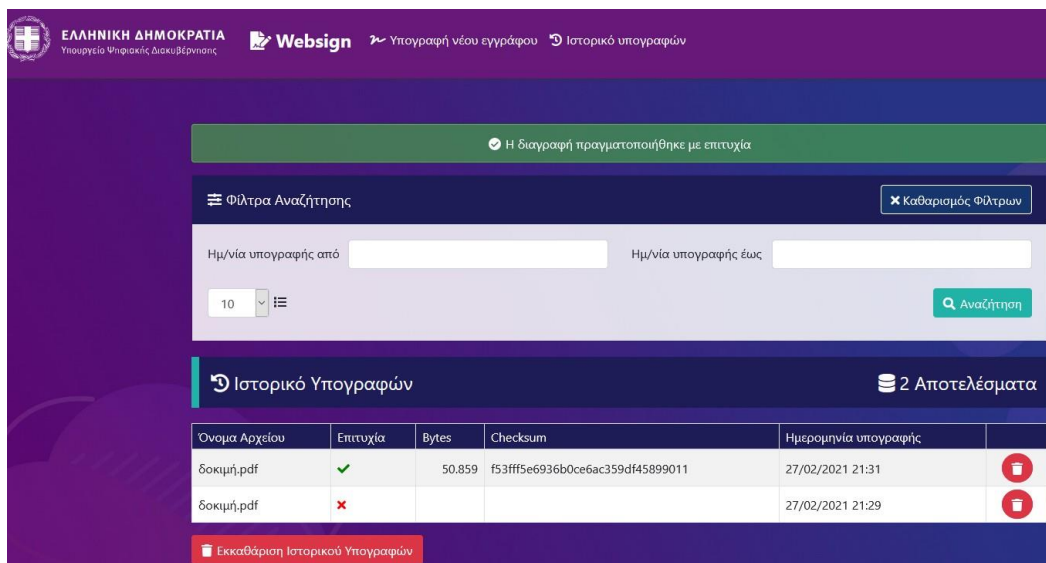 ΕΛΛΗΝΙΚΗ ΔΗΜΟΚΡΑΤΙΑ
Υπουργείο Ψηφιακής Διακυβέρνησης
Websign Υπογραφή νέου εγγράφου Ιστορικό υπογραφών
Η διαγραφή πραγματοποιήθηκε με επιτυχία
Φίλτρα Αναζήτησης Καθαρισμός Φίλτρων
Ημ/νία υπογραφής από Ημ/νία υπογραφής έως
10 Αναζήτηση
Ιστορικό Υπογραφών 2 Αποτελέσματα
Όνομα Αρχείου Επιτυχία Bytes Checksum Ημερομηνία υπογραφής
δοκιμή.pdf 50.859 f53fff5e6936b0ce6ac359df45899011 27/02/2021 21:31
δοκιμή.pdf 27/02/2021 21:29
Εκκαθάριση Ιστορικού Υπογραφών